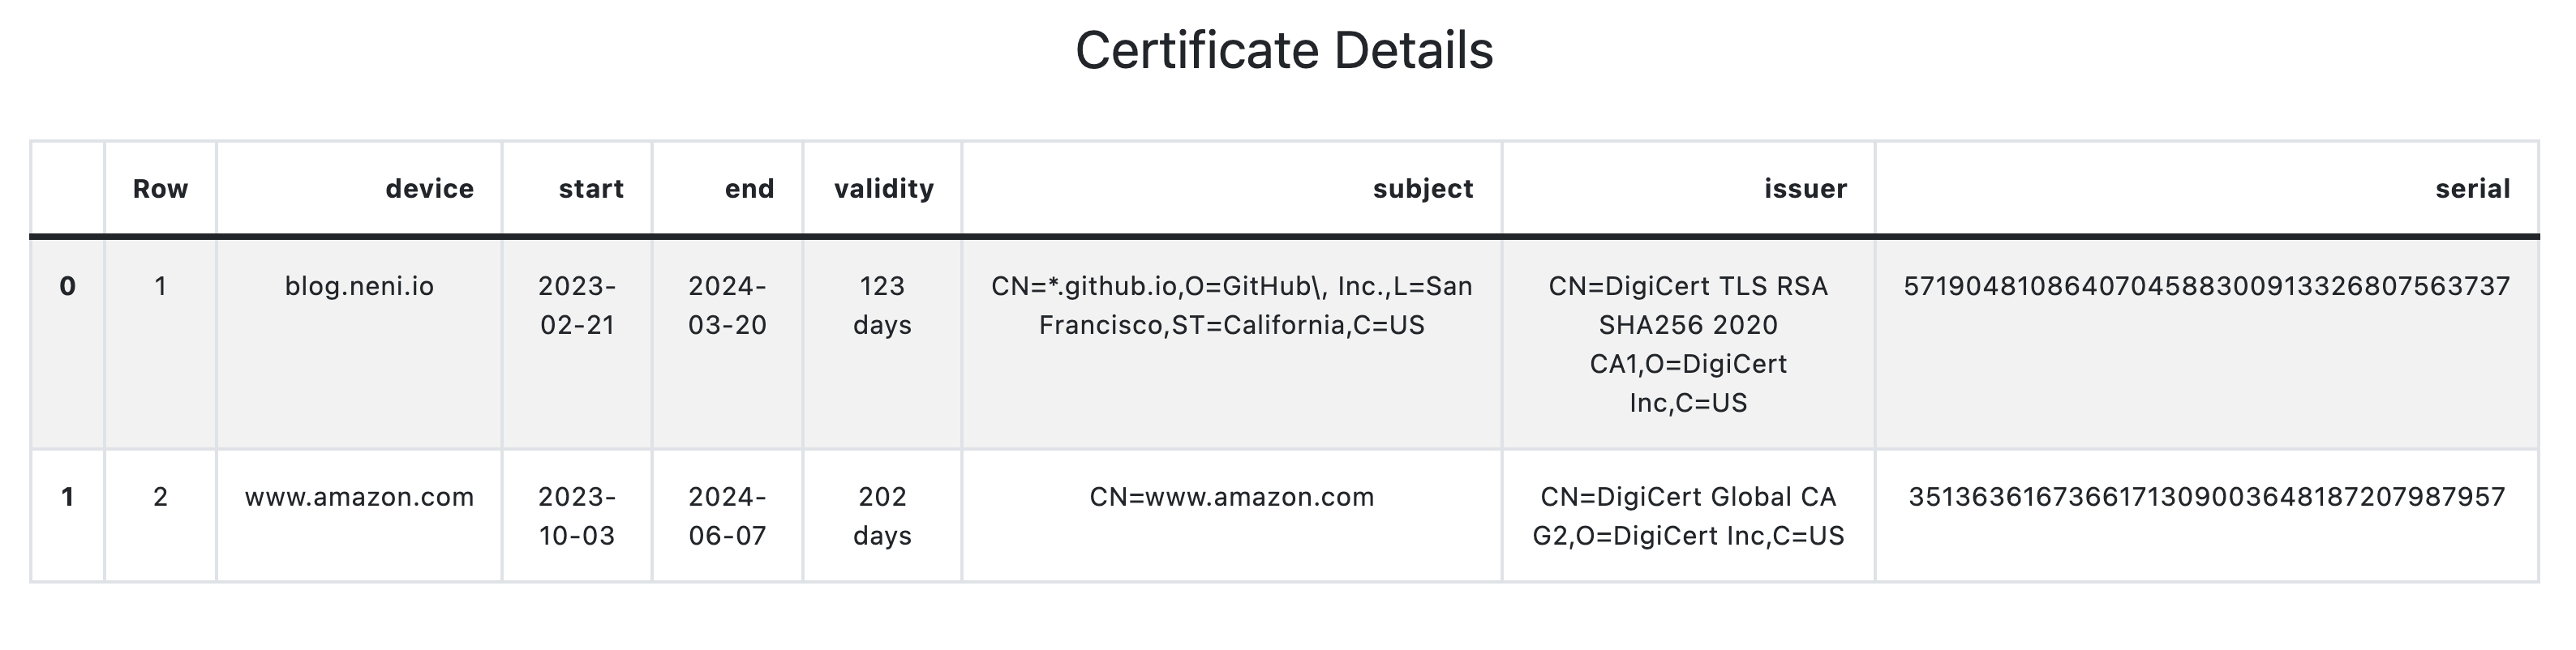 Certificate Details
Row device start end validity subject issuer serial
0 1 blog.neni.io 2023- 2024- 123 CN=*.github.io,O=GitHub\, Inc.,L=San CN=DigiCert TLS RSA 5719048108640704588300913326807563737
02-21 03-20 days Francisco,ST=California,C=US SHA256 2020
CA1,O=DigiCert
Inc,C=US
1 2 www.amazon.com 2023- 2024- 202 CN=www.amazon.com CN=DigiCert Global CA 3513636167366171309003648187207987957
10-03 06-07 days G2,O=DigiCert Inc,C=US